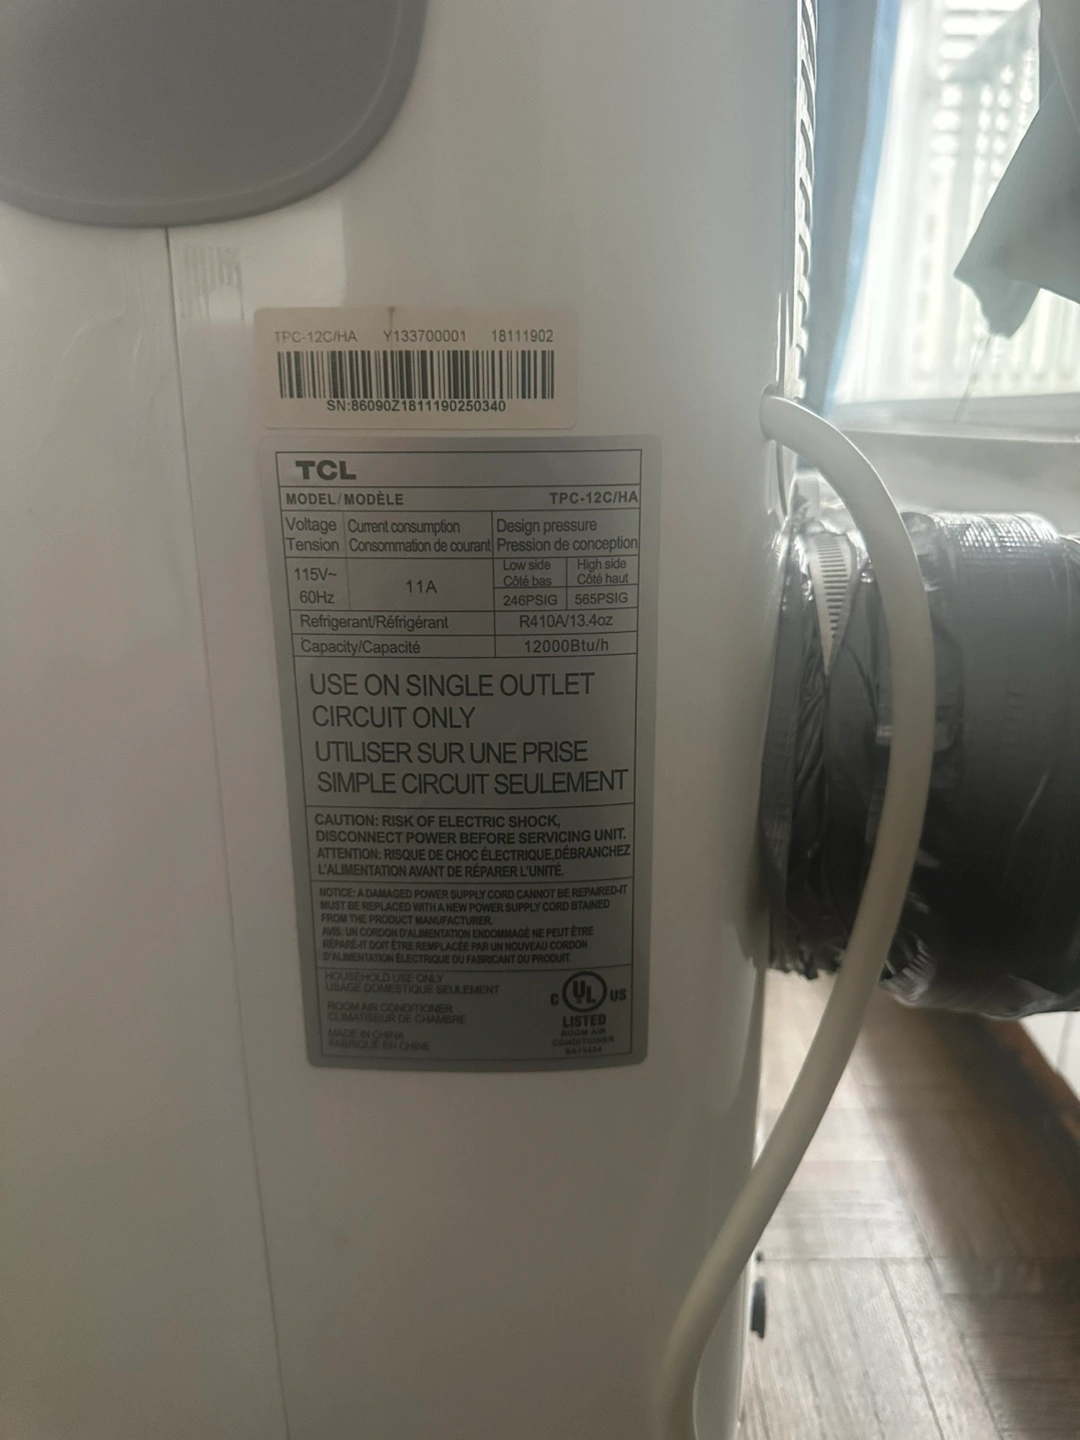 TPC-12C/HA Y133700001 18111902
SN:86090Z1811190250340
TCL
MODEL/MODÈLE TPC-12C/HA
Voltage Current consumption Design pressure
Tension Consommation de courant Pression de conception
115V~ 11A Low side High side
Côté bas Côté haut
60Hz 246PSIG 565PSIG
Refrigerant/Réfrigérant R410A/13.4oz
Capacity/Capacité 12000Btu/h
USE ON SINGLE OUTLET
CIRCUIT ONLY
UTILISER SUR UNE PRISE
SIMPLE CIRCUIT SEULEMENT
CAUTION: RISK OF ELECTRIC SHOCK,
DISCONNECT POWER BEFORE SERVICING UNIT.
ATTENTION: RISQUE DE CHOC ÉLECTRIQUE,DÉBRANCHEZ
L'ALIMENTATION AVANT DE RÉPARER L'UNITÉ.
NOTICE: A DAMAGED POWER SUPPLY CORD CANNOT BE REPAIRED-IT
MUST BE REPLACED WITH A NEW POWER SUPPLY CORD BTAINED
FROM THE PRODUCT MANUFACTURER.
AVIS: UN CORDON D'ALIMENTATION ENDOMMAGÉ NE PEUT ÊTRE
RÉPARÉ-IT DOIT ÊTRE REMPLACÉE PAR UN NOUVEAU CORDON
D'ALIMENTATION ÉLECTRIQUE DU FABRICANT DU PRODUIT.
HOUSEHOLD USE ONLY
USAGE DOMESTIQUE SEULEMENT
ROOM AIR CONDITIONER
CLIMATISEUR DE CHAMBRE
MADE IN CHINA
FABRIQUÉ EN CHINE
C UL US
LISTED
ROOM AIR
CONDITIONER